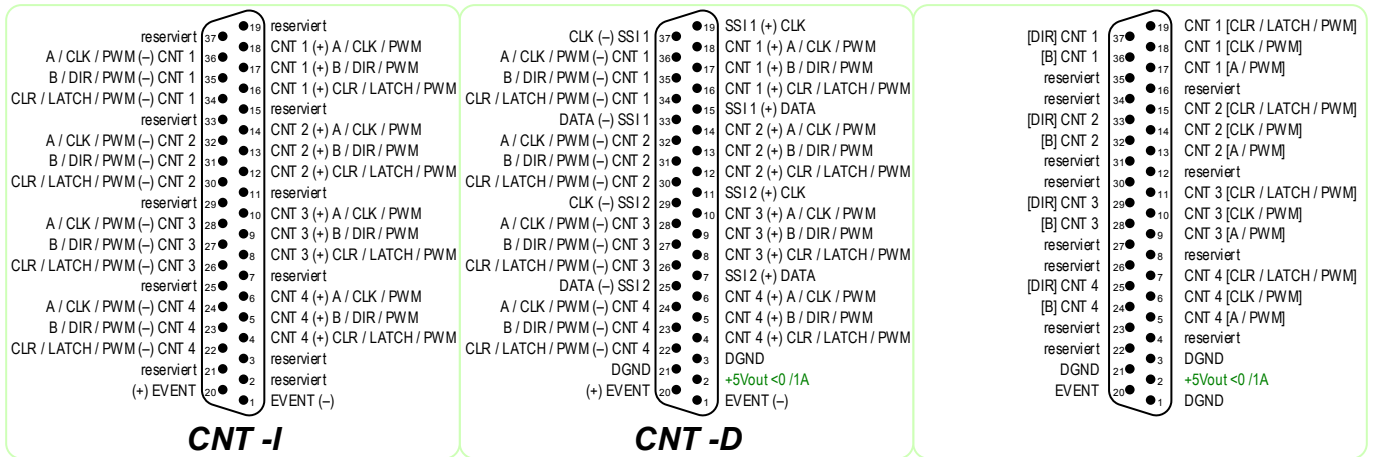 reserviert 37
A / CLK / PWM (–) CNT 1 36
B / DIR / PWM (–) CNT 1 35
CLR / LATCH / PWM (–) CNT 1 34
reserviert 33
A / CLK / PWM (–) CNT 2 32
B / DIR / PWM (–) CNT 2 31
CLR / LATCH / PWM (–) CNT 2 30
reserviert 29
A / CLK / PWM (–) CNT 3 28
B / DIR / PWM (–) CNT 3 27
CLR / LATCH / PWM (–) CNT 3 26
reserviert 25
A / CLK / PWM (–) CNT 4 24
B / DIR / PWM (–) CNT 4 23
CLR / LATCH / PWM (–) CNT 4 22
reserviert 21
(+) EVENT 20
19 reserviert
18 CNT 1 (+) A / CLK / PWM
17 CNT 1 (+) B / DIR / PWM
16 CNT 1 (+) CLR / LATCH / PWM
15 reserviert
14 CNT 2 (+) A / CLK / PWM
13 CNT 2 (+) B / DIR / PWM
12 CNT 2 (+) CLR / LATCH / PWM
11 reserviert
10 CNT 3 (+) A / CLK / PWM
9 CNT 3 (+) B / DIR / PWM
8 CNT 3 (+) CLR / LATCH / PWM
7 reserviert
6 CNT 4 (+) A / CLK / PWM
5 CNT 4 (+) B / DIR / PWM
4 CNT 4 (+) CLR / LATCH / PWM
3 reserviert
2 reserviert
1 EVENT (–)
CNT -I
CLK (–) SSI 1 37
A / CLK / PWM (–) CNT 1 36
B / DIR / PWM (–) CNT 1 35
CLR / LATCH / PWM (–) CNT 1 34
DATA (–) SSI 1 33
A / CLK / PWM (–) CNT 2 32
B / DIR / PWM (–) CNT 2 31
CLR / LATCH / PWM (–) CNT 2 30
CLK (–) SSI 2 29
A / CLK / PWM (–) CNT 3 28
B / DIR / PWM (–) CNT 3 27
CLR / LATCH / PWM (–) CNT 3 26
DATA (–) SSI 2 25
A / CLK / PWM (–) CNT 4 24
B / DIR / PWM (–) CNT 4 23
CLR / LATCH / PWM (–) CNT 4 22
DGND 21
(+) EVENT 20
19 SSI 1 (+) CLK
18 CNT 1 (+) A / CLK / PWM
17 CNT 1 (+) B / DIR / PWM
16 CNT 1 (+) CLR / LATCH / PWM
15 SSI 1 (+) DATA
14 CNT 2 (+) A / CLK / PWM
13 CNT 2 (+) B / DIR / PWM
12 CNT 2 (+) CLR / LATCH / PWM
11 SSI 2 (+) CLK
10 CNT 3 (+) A / CLK / PWM
9 CNT 3 (+) B / DIR / PWM
8 CNT 3 (+) CLR / LATCH / PWM
7 SSI 2 (+) DATA
6 CNT 4 (+) A / CLK / PWM
5 CNT 4 (+) B / DIR / PWM
4 CNT 4 (+) CLR / LATCH / PWM
3 DGND
2 +5Vout <0 /1A
1 EVENT (–)
CNT -D
[DIR] CNT 1 37
[B] CNT 1 36
reserviert 35
reserviert 34
[DIR] CNT 2 33
[B] CNT 2 32
reserviert 31
reserviert 30
[DIR] CNT 3 29
[B] CNT 3 28
reserviert 27
reserviert 26
[DIR] CNT 4 25
[B] CNT 4 24
reserviert 23
reserviert 22
DGND 21
EVENT 20
19 CNT 1 [CLR / LATCH / PWM]
18 CNT 1 [CLK / PWM]
17 CNT 1 [A / PWM]
16 reserviert
15 CNT 2 [CLR / LATCH / PWM]
14 CNT 2 [CLK / PWM]
13 CNT 2 [A / PWM]
12 reserviert
11 CNT 3 [CLR / LATCH / PWM]
10 CNT 3 [CLK / PWM]
9 CNT 3 [A / PWM]
8 reserviert
7 CNT 4 [CLR / LATCH / PWM]
6 CNT 4 [CLK / PWM]
5 CNT 4 [A / PWM]
4 reserviert
3 DGND
2 +5Vout <0 /1A
1 DGND